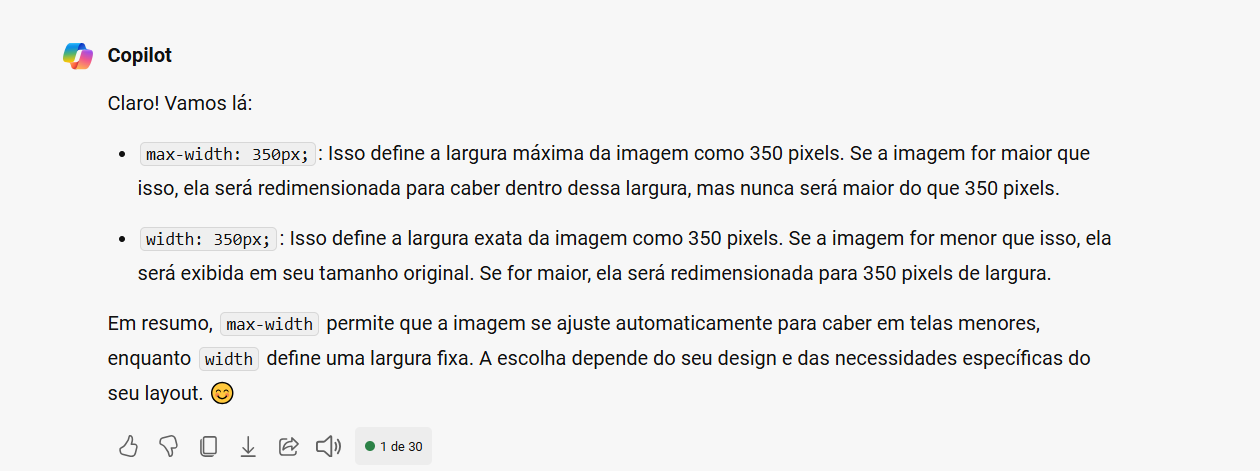 Copilot
Claro! Vamos lá:
• max-width: 350px; : Isso define a largura máxima da imagem como 350 pixels. Se a imagem for maior que
isso, ela será redimensionada para caber dentro dessa largura, mas nunca será maior do que 350 pixels.
• width: 350px; : Isso define a largura exata da imagem como 350 pixels. Se a imagem for menor que isso, ela
será exibida em seu tamanho original. Se for maior, ela será redimensionada para 350 pixels de largura.
Em resumo, max-width permite que a imagem se ajuste automaticamente para caber em telas menores,
enquanto width define uma largura fixa. A escolha depende do seu design e das necessidades específicas do
seu layout. 😊
1 de 30